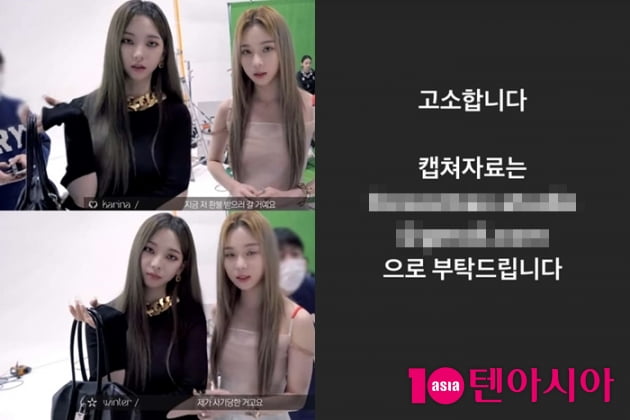 karina /
지금 저 환불 받으러 갈 거예요
winter /
제가 사기당한 거고요
고소합니다
캡쳐자료는
으로 부탁드립니다
10 asia 텐아시아